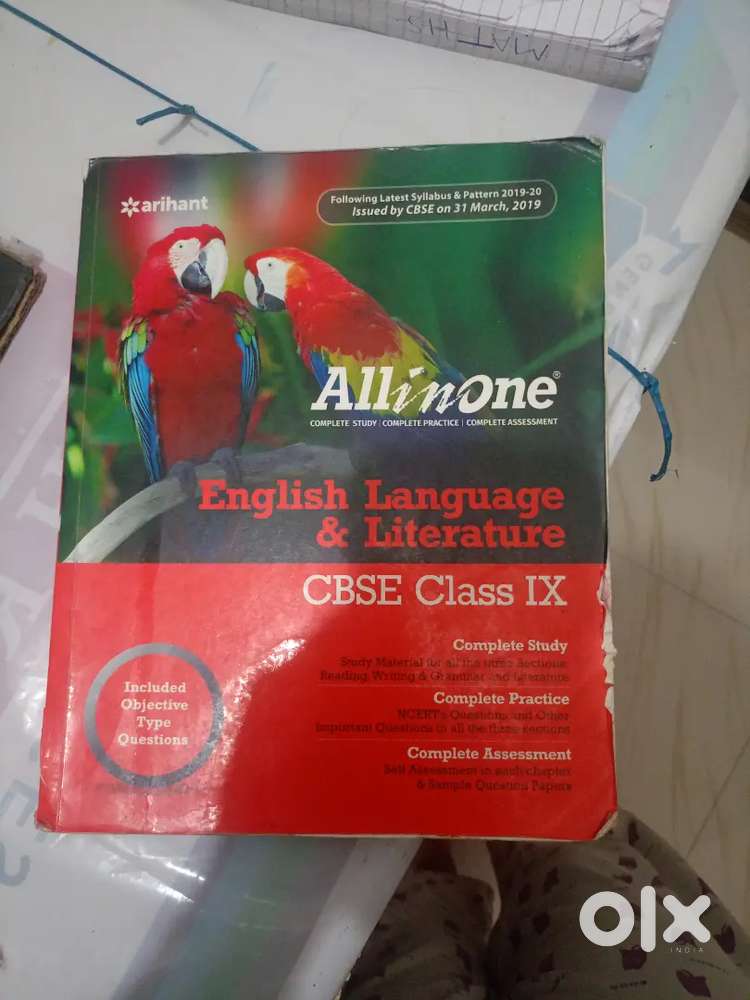 MATHS
arihant
Following Latest Syllabus & Pattern 2019-20
Issued by CBSE on 31 March, 2019
All in One®
COMPLETE STUDY | COMPLETE PRACTICE | COMPLETE ASSESSMENT
English Language
& Literature
CBSE Class IX
Complete Study
Study Material for all the three Sections:
Reading, Writing & Grammar and Literature
Complete Practice
NCERT's Questions and Other
Important Questions in all the three sections
Complete Assessment
Self Assessment in each chapter
& Sample Question Papers
Included
Objective
Type
Questions
olx
INDIA